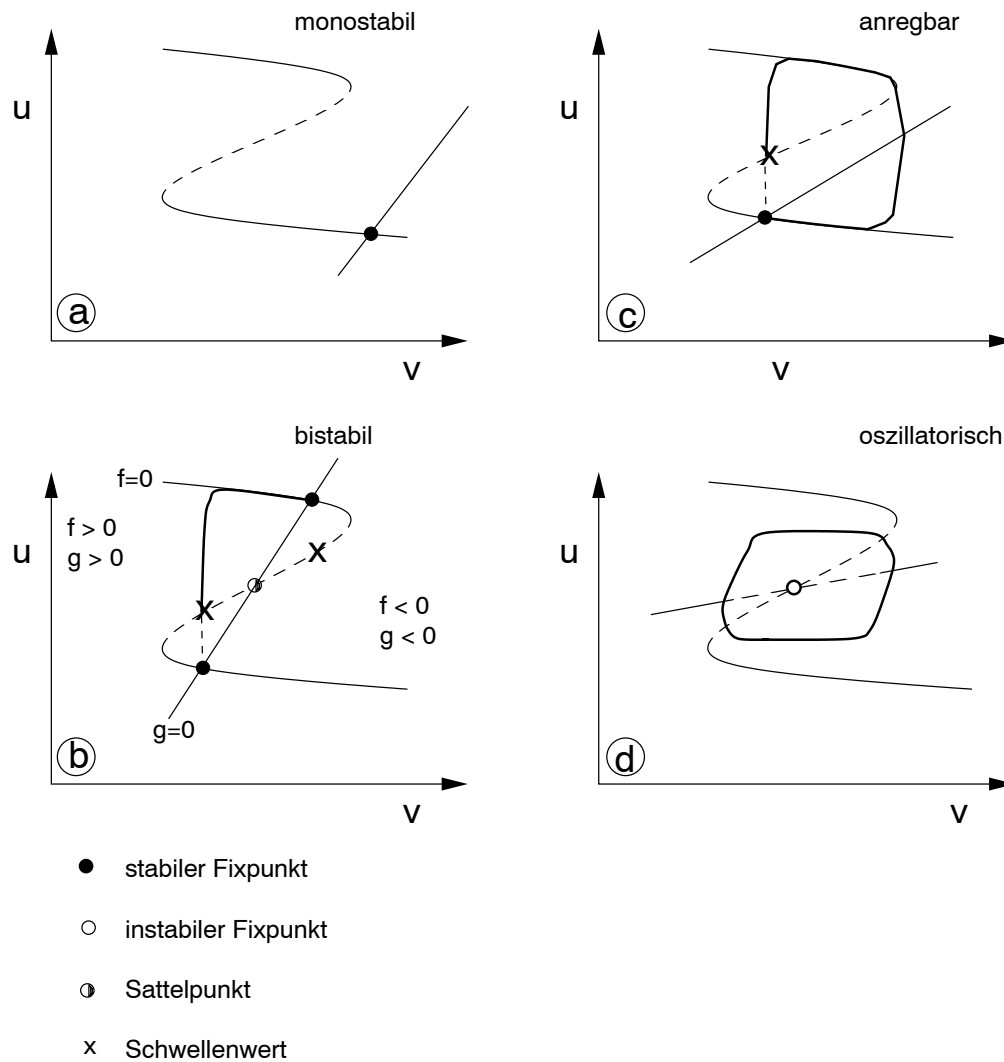 monostabil
u
a
v
anregbar
u
c
v
bistabil
f=0
f > 0
g > 0
u
f < 0
g < 0
g=0
b
v
oszillatorisch
u
d
v
stabiler Fixpunkt
instabiler Fixpunkt
Sattelpunkt
x Schwellenwert